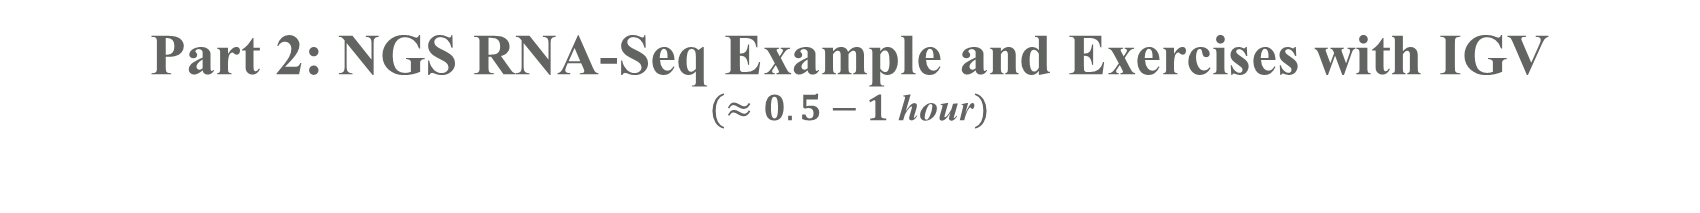 Part 2: NGS RNA-Seq Example and Exercises with IGV
(≈ 0.5 − 1 hour)